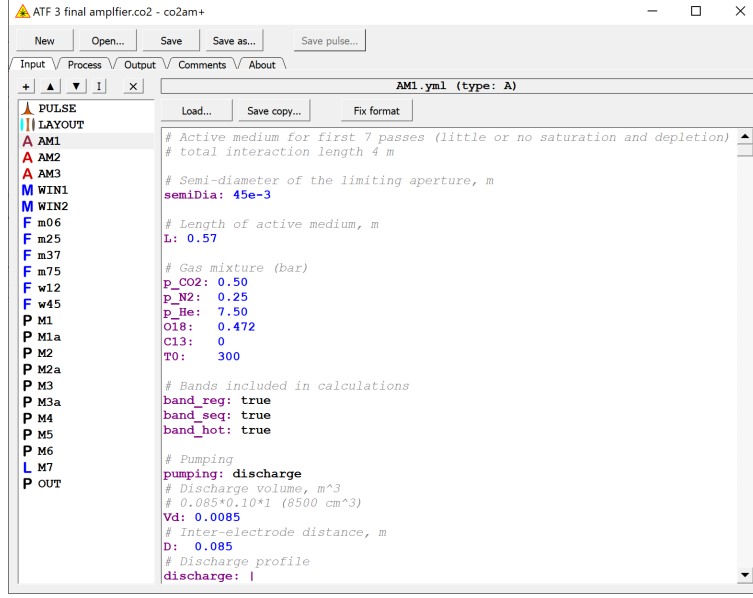 ATF 3 final amplfier.co2 - co2am+
New Open... Save Save as... Save pulse...
Input Process Output Comments About
+ ▲ ▼ I ×
AM1.yml (type: A)
PULSE
LAYOUT
A AM1
A AM2
A AM3
M WIN1
M WIN2
F m06
F m25
F m37
F m75
F w12
F w45
P M1
P M1a
P M2
P M2a
P M3
P M3a
P M4
P M5
P M6
L M7
P OUT
Load... Save copy... Fix format
# Active medium for first 7 passes (little or no saturation and depletion)
# total interaction length 4 m
# Semi-diameter of the limiting aperture, m
semiDia: 45e-3
# Length of active medium, m
L: 0.57
# Gas mixture (bar)
p_CO2: 0.50
p_N2: 0.25
p_He: 7.50
O18: 0.472
C13: 0
T0: 300
# Bands included in calculations
band_reg: true
band_seq: true
band_hot: true
# Pumping
pumping: discharge
# Discharge volume, m^3
# 0.085*0.10*1 (8500 cm^3)
Vd: 0.0085
# Inter-electrode distance, m
D: 0.085
# Discharge profile
discharge: |